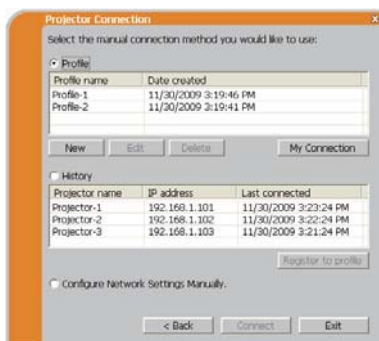 Projector Connection
Select the manual connection method you would like to use:
Profile
Profile name Date created
Profile-1 11/30/2009 3:19:46 PM
Profile-2 11/30/2009 3:19:41 PM
New Edit Delete My Connection
History
Projector name IP address Last connected
Projector-1 192.168.1.101 11/30/2009 3:23:24 PM
Projector-2 192.168.1.102 11/30/2009 3:22:24 PM
Projector-3 192.168.1.103 11/30/2009 3:21:24 PM
Register to profile
Configure Network Settings Manually.
< Back Connect Exit